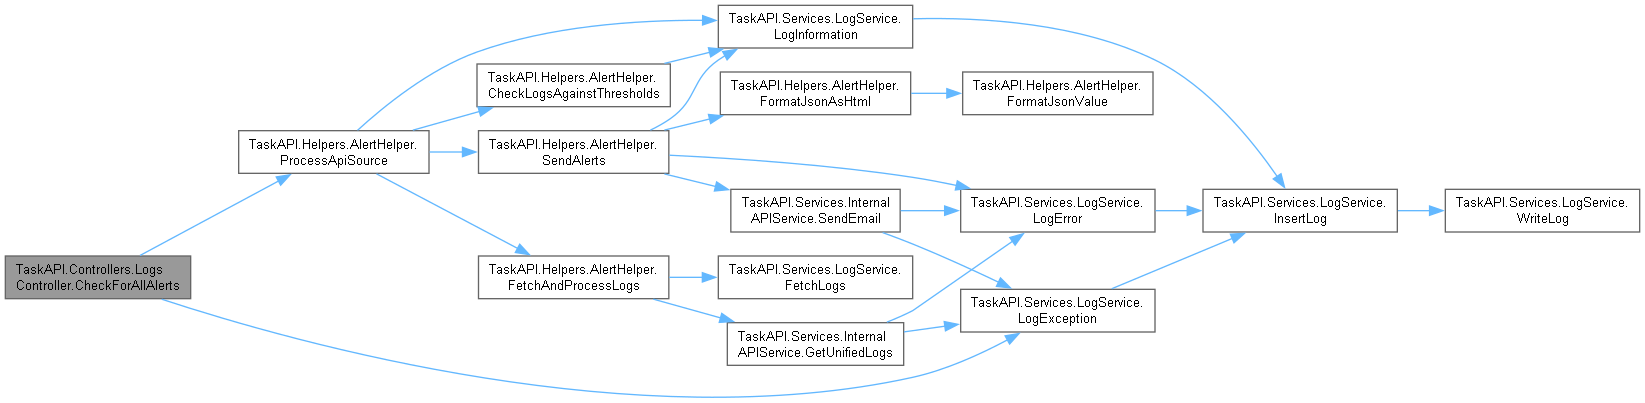 TaskAPI.Controllers.Logs
Controller.CheckForAllAlerts
TaskAPI.Helpers.AlertHelper.
ProcessApiSource
TaskAPI.Helpers.AlertHelper.
CheckLogsAgainstThresholds
TaskAPI.Helpers.AlertHelper.
SendAlerts
TaskAPI.Helpers.AlertHelper.
FetchAndProcessLogs
TaskAPI.Services.LogService.
LogInformation
TaskAPI.Helpers.AlertHelper.
FormatJsonAsHtml
TaskAPI.Services.Internal
APIService.SendEmail
TaskAPI.Services.LogService.
FetchLogs
TaskAPI.Services.Internal
APIService.GetUnifiedLogs
TaskAPI.Helpers.AlertHelper.
FormatJsonValue
TaskAPI.Services.LogService.
LogError
TaskAPI.Services.LogService.
LogException
TaskAPI.Services.LogService.
InsertLog
TaskAPI.Services.LogService.
WriteLog